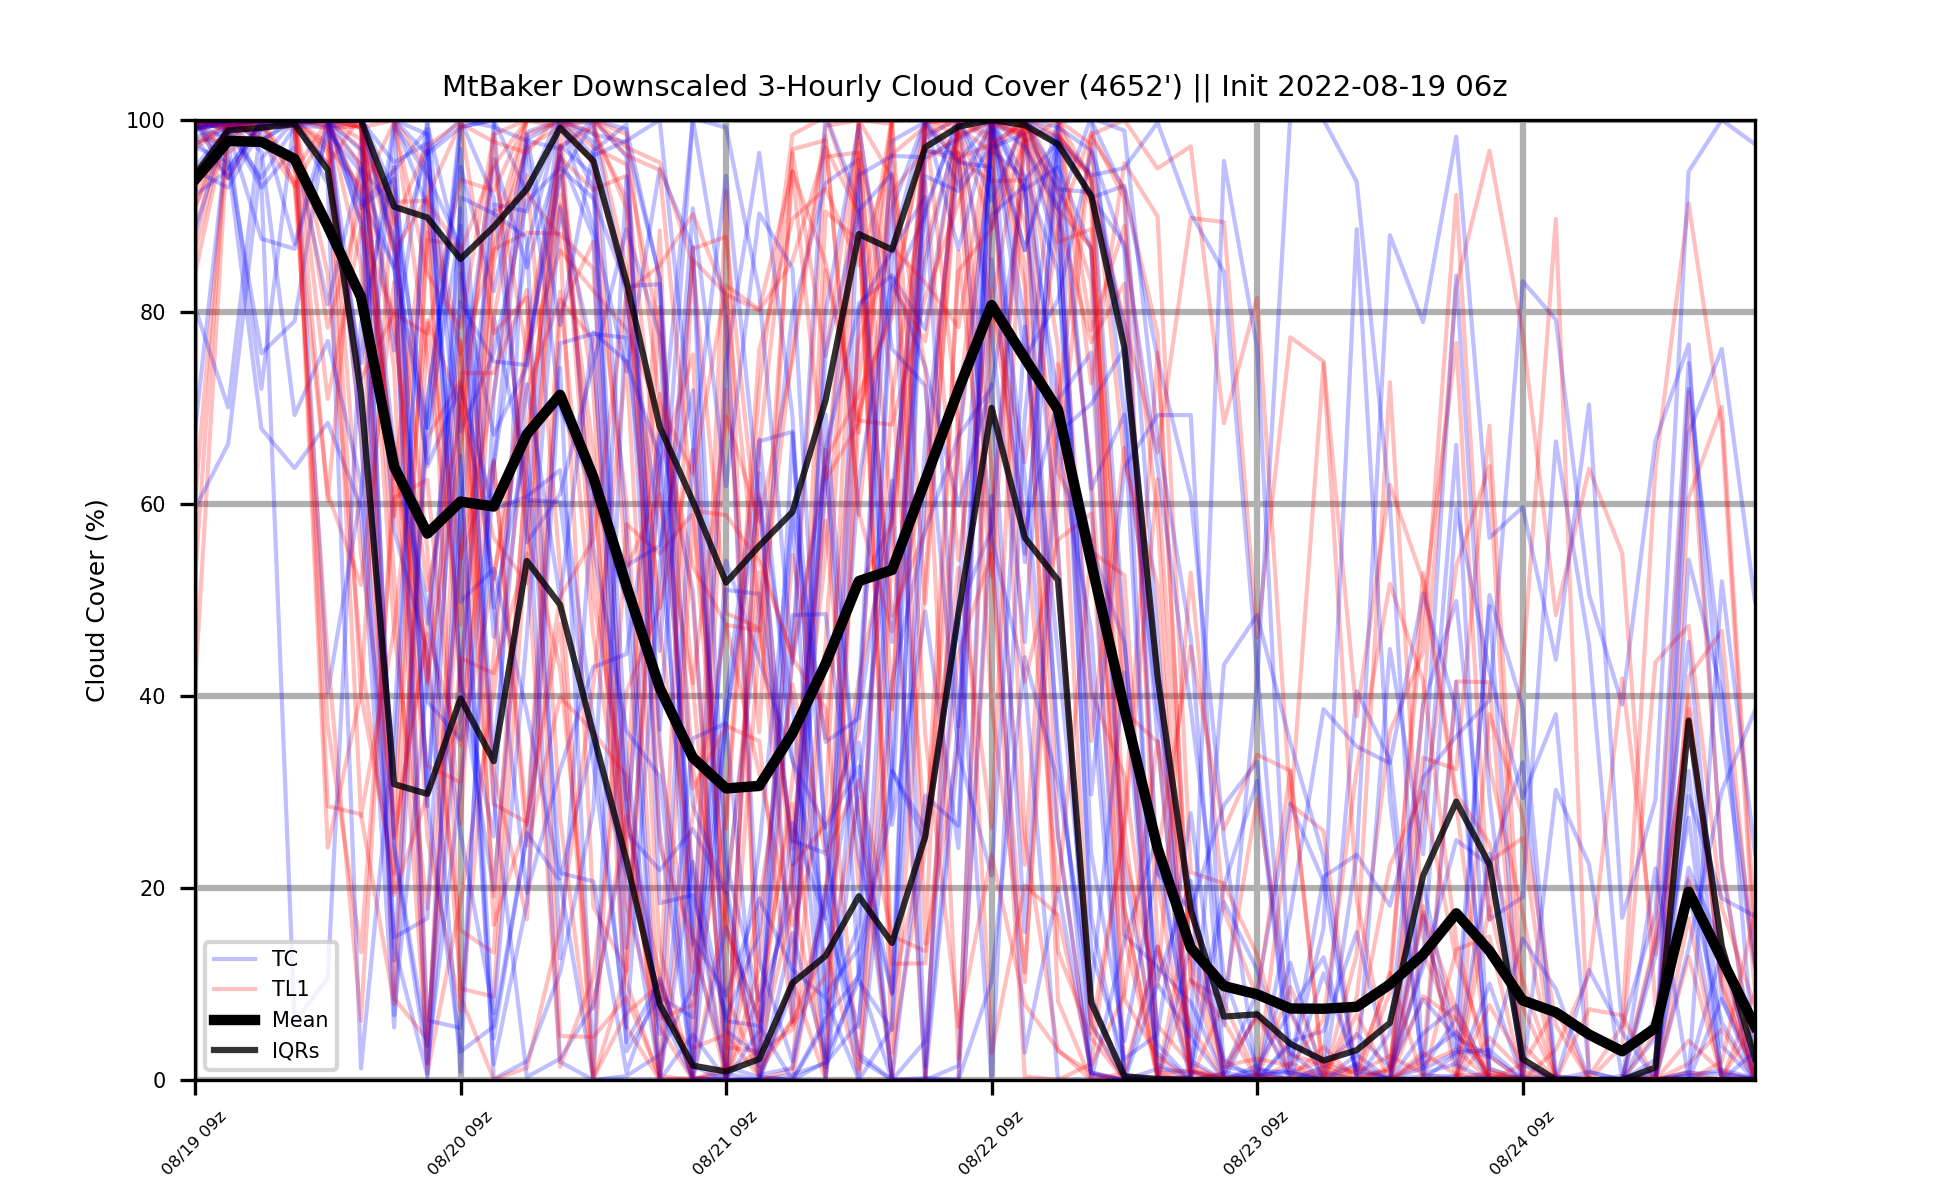 MtBaker Downscaled 3-Hourly Cloud Cover (4652') || Init 2022-08-19 06z
100
80
60
40
20
0
Cloud Cover (%)
TC
TL1
Mean
IQRs
08/19 09z
08/20 09z
08/21 09z
08/22 09z
08/23 09z
08/24 09z